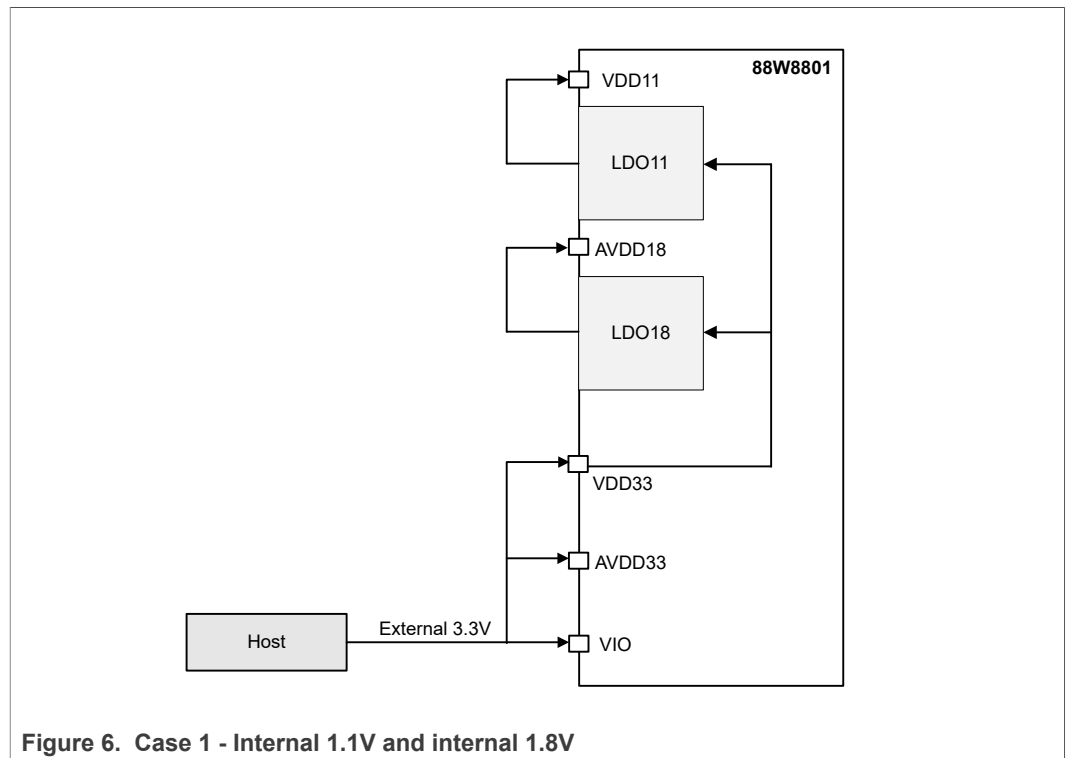 88W8801
VDD11
LDO11
AVDD18
LDO18
VDD33
AVDD33
Host
External 3.3V
VIO
Figure 6. Case 1 - Internal 1.1V and internal 1.8V